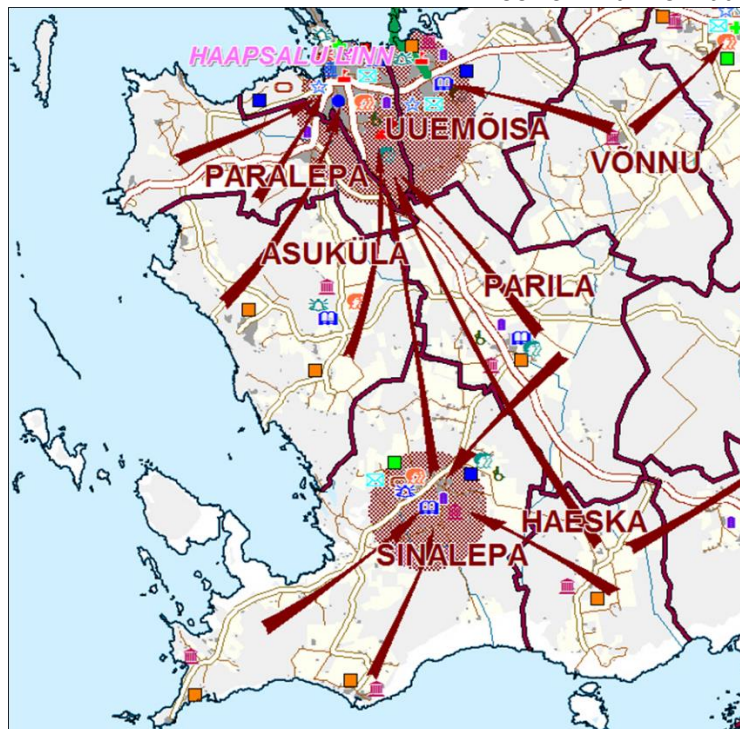 HAAPSALU LINN
UUEMÕISA
VÕNNU
PARALEPA
ASUKÜLA
PARILA
HAESKA
SINALEPA